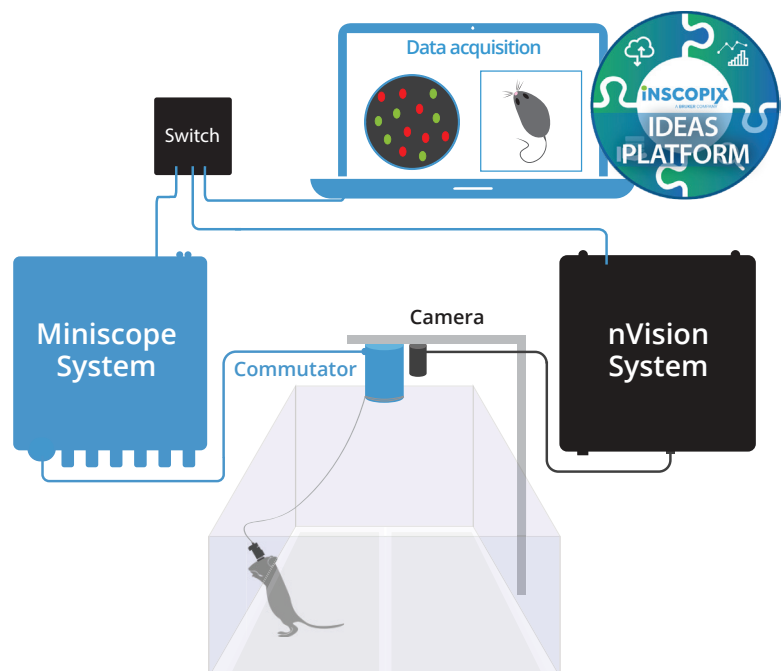 Data acquisition
iNSCOPIX
A BRUKER COMPANY
IDEAS
PLATFORM
Switch
Miniscope
System
Camera
Commutator
nVision
System